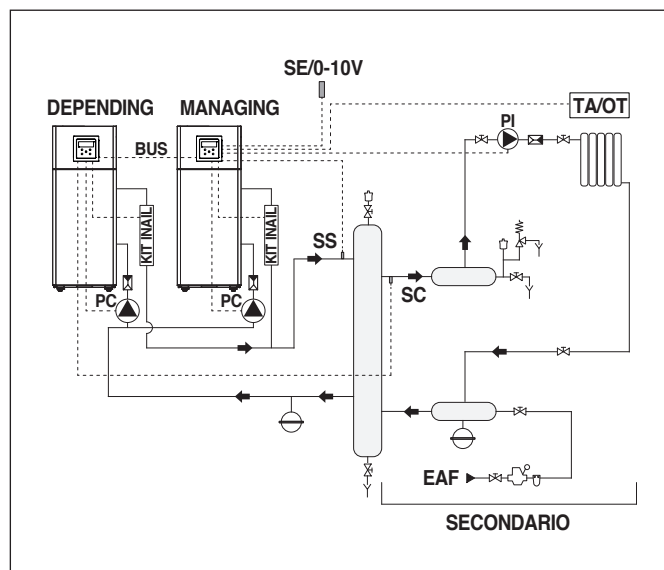 SE/0-10V
DEPENDING
MANAGING
TA/OT
PI
BUS
KIT INAIL
KIT INAIL
SS
SC
PC
PC
EAF
SECONDARIO